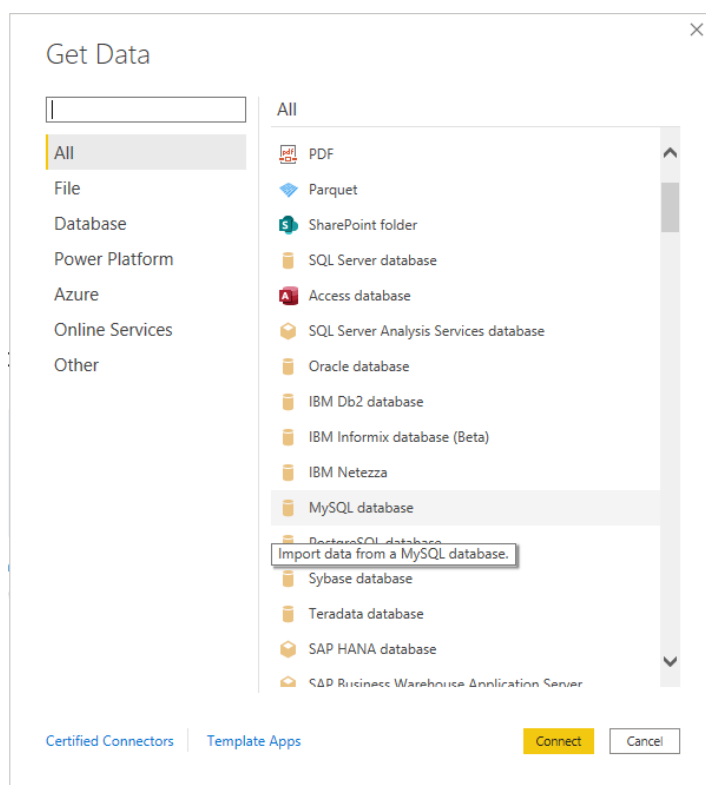 Get Data
All
File
Database
Power Platform
Azure
Online Services
Other
All
PDF
Parquet
SharePoint folder
SQL Server database
Access database
SQL Server Analysis Services database
Oracle database
IBM Db2 database
IBM Informix database (Beta)
IBM Netezza
MySQL database
PostgreSQL database
Import data from a MySQL database.
Sybase database
Teradata database
SAP HANA database
SAP Business Warehouse Application Server
Certified Connectors
Template Apps
Connect
Cancel